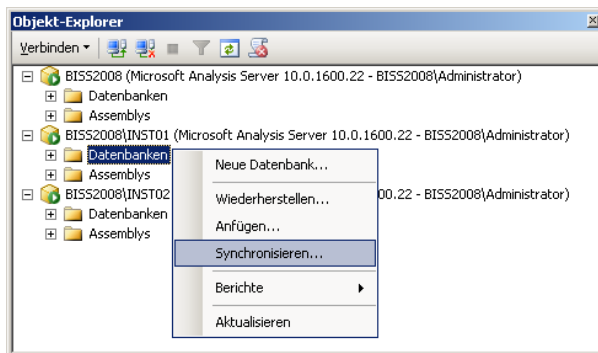 Objekt-Explorer
Verbinden
BISS2008 (Microsoft Analysis Server 10.0.1600.22 - BISS2008\Administrator)
Datenbanken
Assemblys
BISS2008\INST01 (Microsoft Analysis Server 10.0.1600.22 - BISS2008\Administrator)
Datenbanken
Assemblys
BISS2008\INST02 00.22 - BISS2008\Administrator)
Datenbanken
Assemblys
Neue Datenbank...
Wiederherstellen...
Anfügen...
Synchronisieren...
Berichte
Aktualisieren